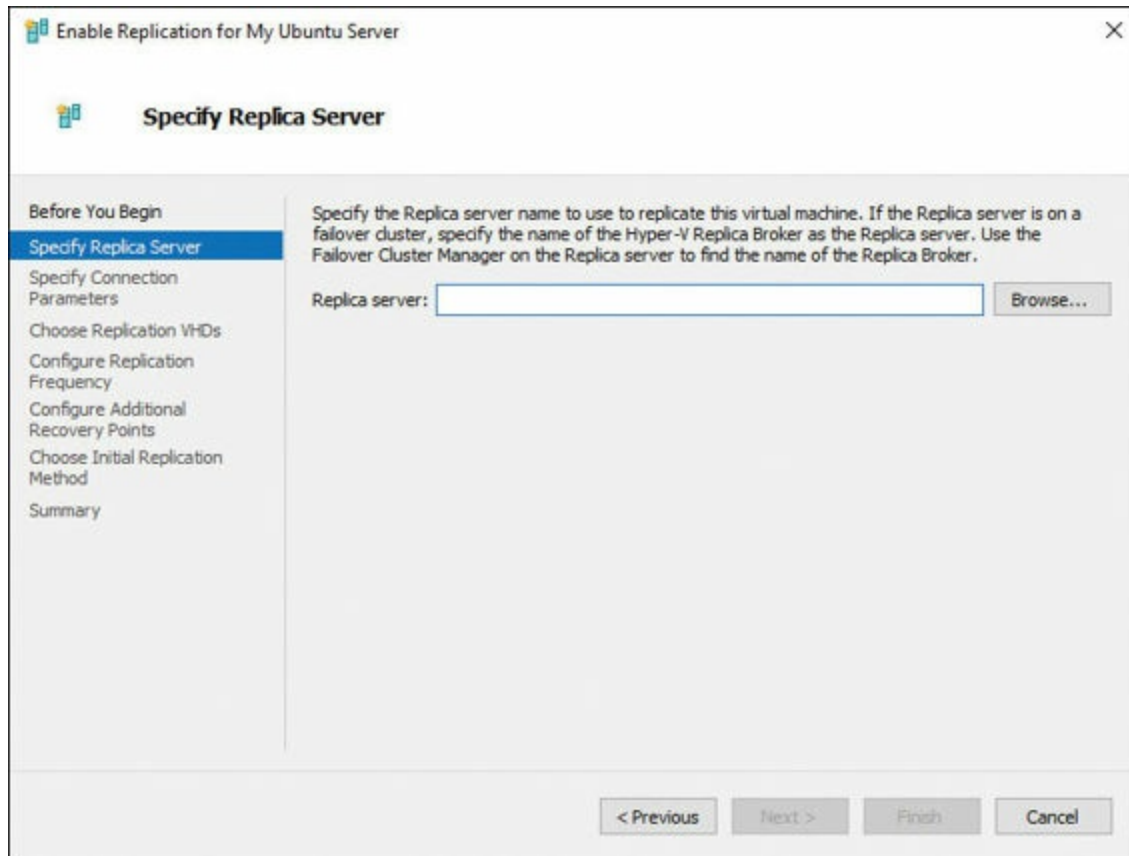 Enable Replication for My Ubuntu Server
Specify Replica Server
Before You Begin
Specify Replica Server
Specify Connection
Parameters
Choose Replication VHDs
Configure Replication
Frequency
Configure Additional
Recovery Points
Choose Initial Replication
Method
Summary
Specify the Replica server name to use to replicate this virtual machine. If the Replica server is on a
failover cluster, specify the name of the Hyper-V Replica Broker as the Replica server. Use the
Failover Cluster Manager on the Replica server to find the name of the Replica Broker.
Replica server:
Browse...
< Previous
Next >
Finish
Cancel